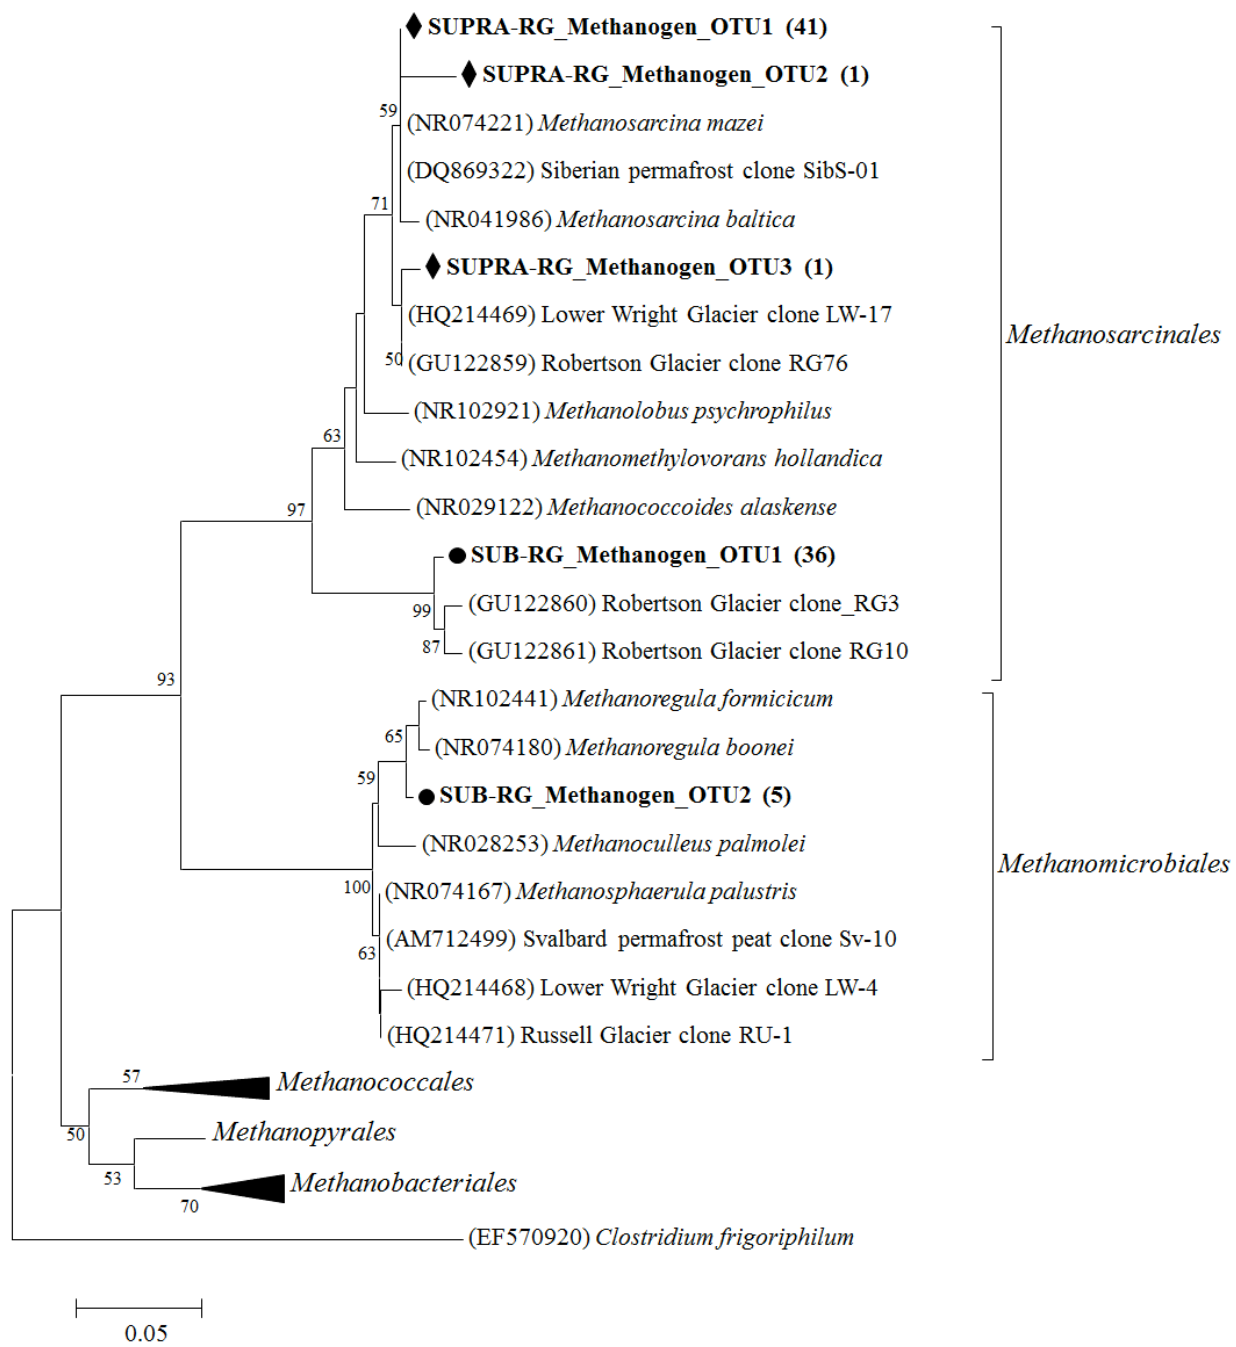 SUPRA-RG_Methanogen_OTU1 (41)
SUPRA-RG_Methanogen_OTU2 (1)
59
(NR074221) Methanosarcina mazei
(DQ869322) Siberian permafrost clone SibS-01
71
(NR041986) Methanosarcina baltica
SUPRA-RG_Methanogen_OTU3 (1)
(HQ214469) Lower Wright Glacier clone LW-17
Methanosarcinales
50
(GU122859) Robertson Glacier clone RG76
(NR102921) Methanolobus psychrophilus
63
(NR102454) Methanomethylovorans hollandica
97
(NR029122) Methanococcoides alaskense
SUB-RG_Methanogen_OTU1 (36)
99
(GU122860) Robertson Glacier clone_RG3
87
(GU122861) Robertson Glacier clone RG10
93
(NR102441) Methanoregula formicicum
65
(NR074180) Methanoregula boonei
59
SUB-RG_Methanogen_OTU2 (5)
(NR028253) Methanoculleus palmolei
Methanomicrobiales
100
(NR074167) Methanosphaerula palustris
(AM712499) Svalbard permafrost peat clone Sv-10
63
(HQ214468) Lower Wright Glacier clone LW-4
(HQ214471) Russell Glacier clone RU-1
57
Methanococcales
50
Methanopyrales
53
Methanobacteriales
70
(EF570920) Clostridium frigoriphilum
0.05